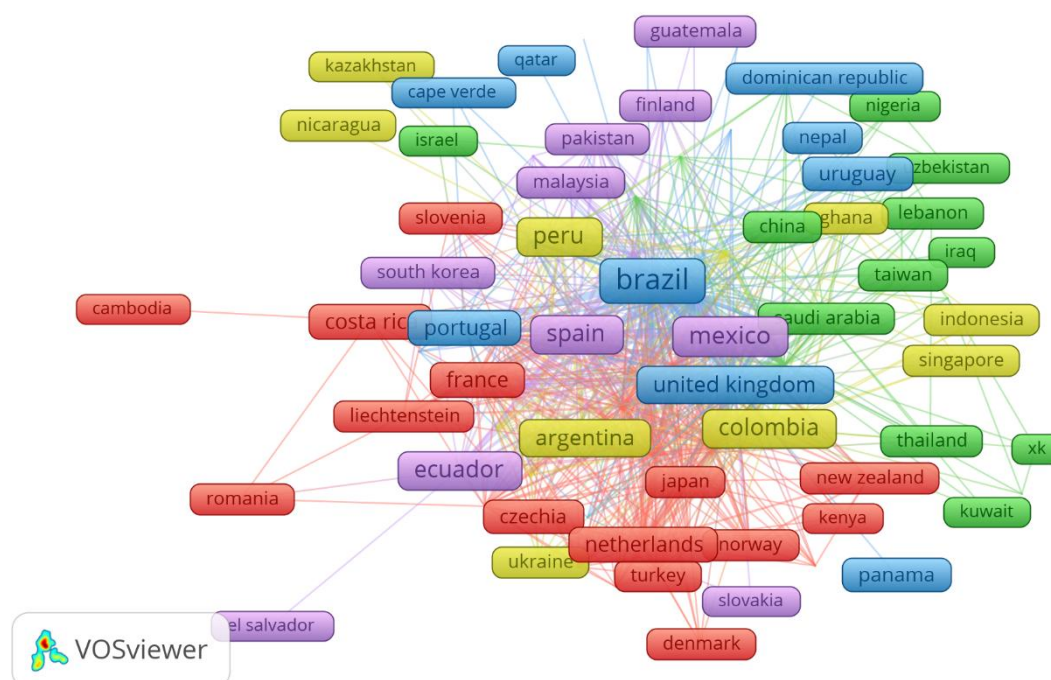 guatemala
qatar
kazakhstan
dominican republic
cape verde
finland
nigeria
nicaragua
israel
pakistan
nepal
malaysia
uruguay
zbekistan
slovenia
peru
china
ghana
lebanon
south korea
brazil
iraq
taiwan
cambodia
costa ric
portugal
spain
mexico
saudi arabia
indonesia
singapore
france
united kingdom
liechtenstein
argentina
colombia
thailand
xk
ecuador
japan
new zealand
romania
kuwait
czechia
netherlands
norway
kenya
ukraine
turkey
panama
slovakia
el salvador
denmark
VOSviewer